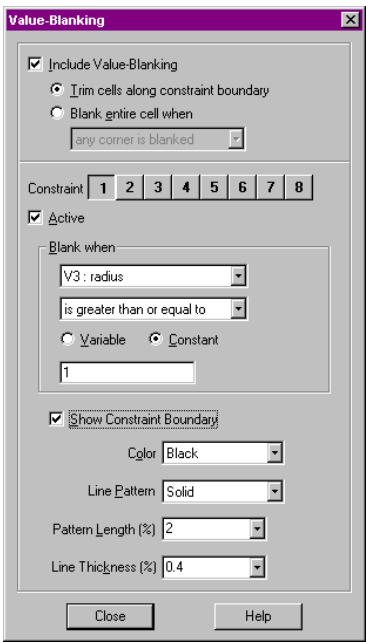 Value-Blanking
Include Value-Blanking
Trim cells along constraint boundary
Blank entire cell when
any corner is blanked
Constraint 1 2 3 4 5 6 7 8
Active
Blank when
V3 : radius
is greater than or equal to
Variable Constant
1
Show Constraint Boundary
Color Black
Line Pattern Solid
Pattern Length (%) 2
Line Thickness (%) 0.4
Close Help